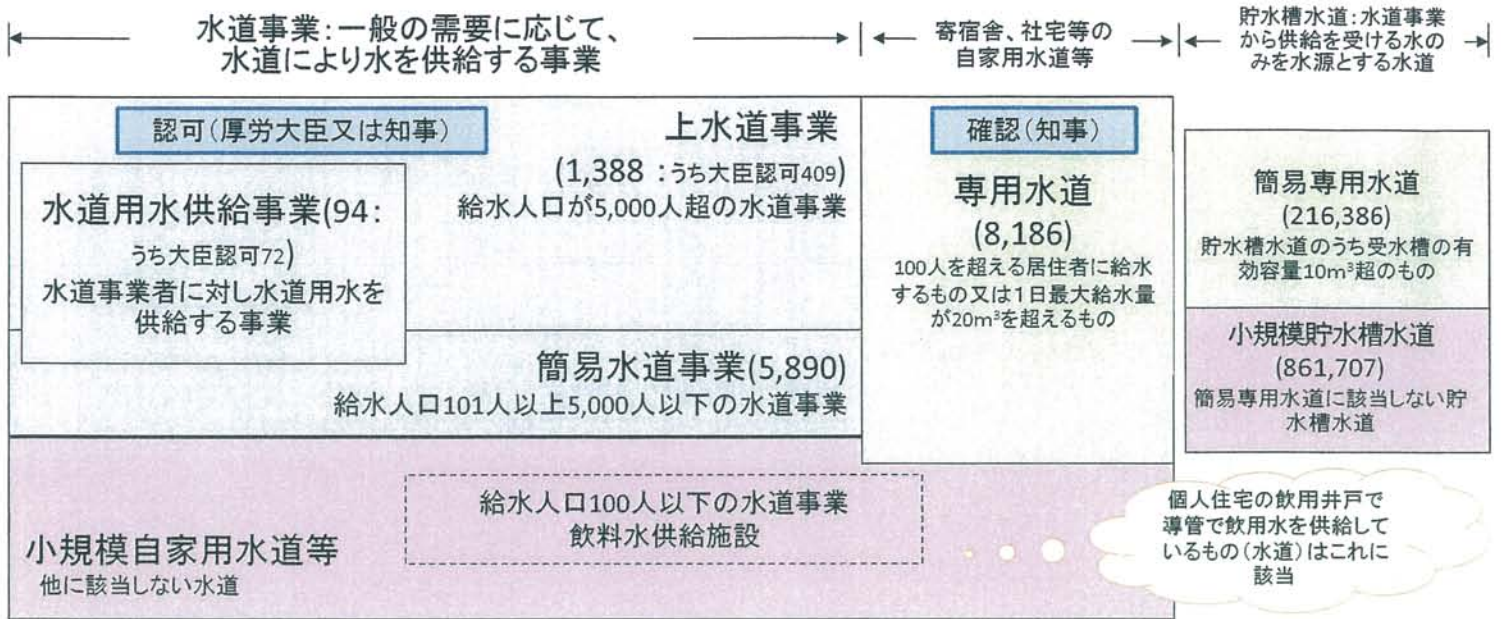 水道事業：一般の需要に応じて、
水道により水を供給する事業
寄宿舎、社宅等の
自家用水道等
貯水槽水道：水道事業
から供給を受ける水の
みを水源とする水道
認可（厚労大臣又は知事）
上水道事業
（1,388 ：うち大臣認可409）
給水人口が5,000人超の水道事業
水道用水供給事業(94：
うち大臣認可72）
水道事業者に対し水道用水を
供給する事業
簡易水道事業(5,890)
給水人口101人以上5,000人以下の水道事業
確認（知事）
専用水道
(8,186)
100人を超える居住者に給水
するもの又は1日最大給水量
が20m³を超えるもの
簡易専用水道
(216,386)
貯水槽水道のうち受水槽の有
効容量10m³超のもの
小規模貯水槽水道
(861,707)
簡易専用水道に該当しない貯
水槽水道
給水人口100人以下の水道事業
飲料水供給施設
小規模自家用水道等
他に該当しない水道
個人住宅の飲用井戸で
導管で飲用水を供給して
いるもの（水道）はこれに
該当